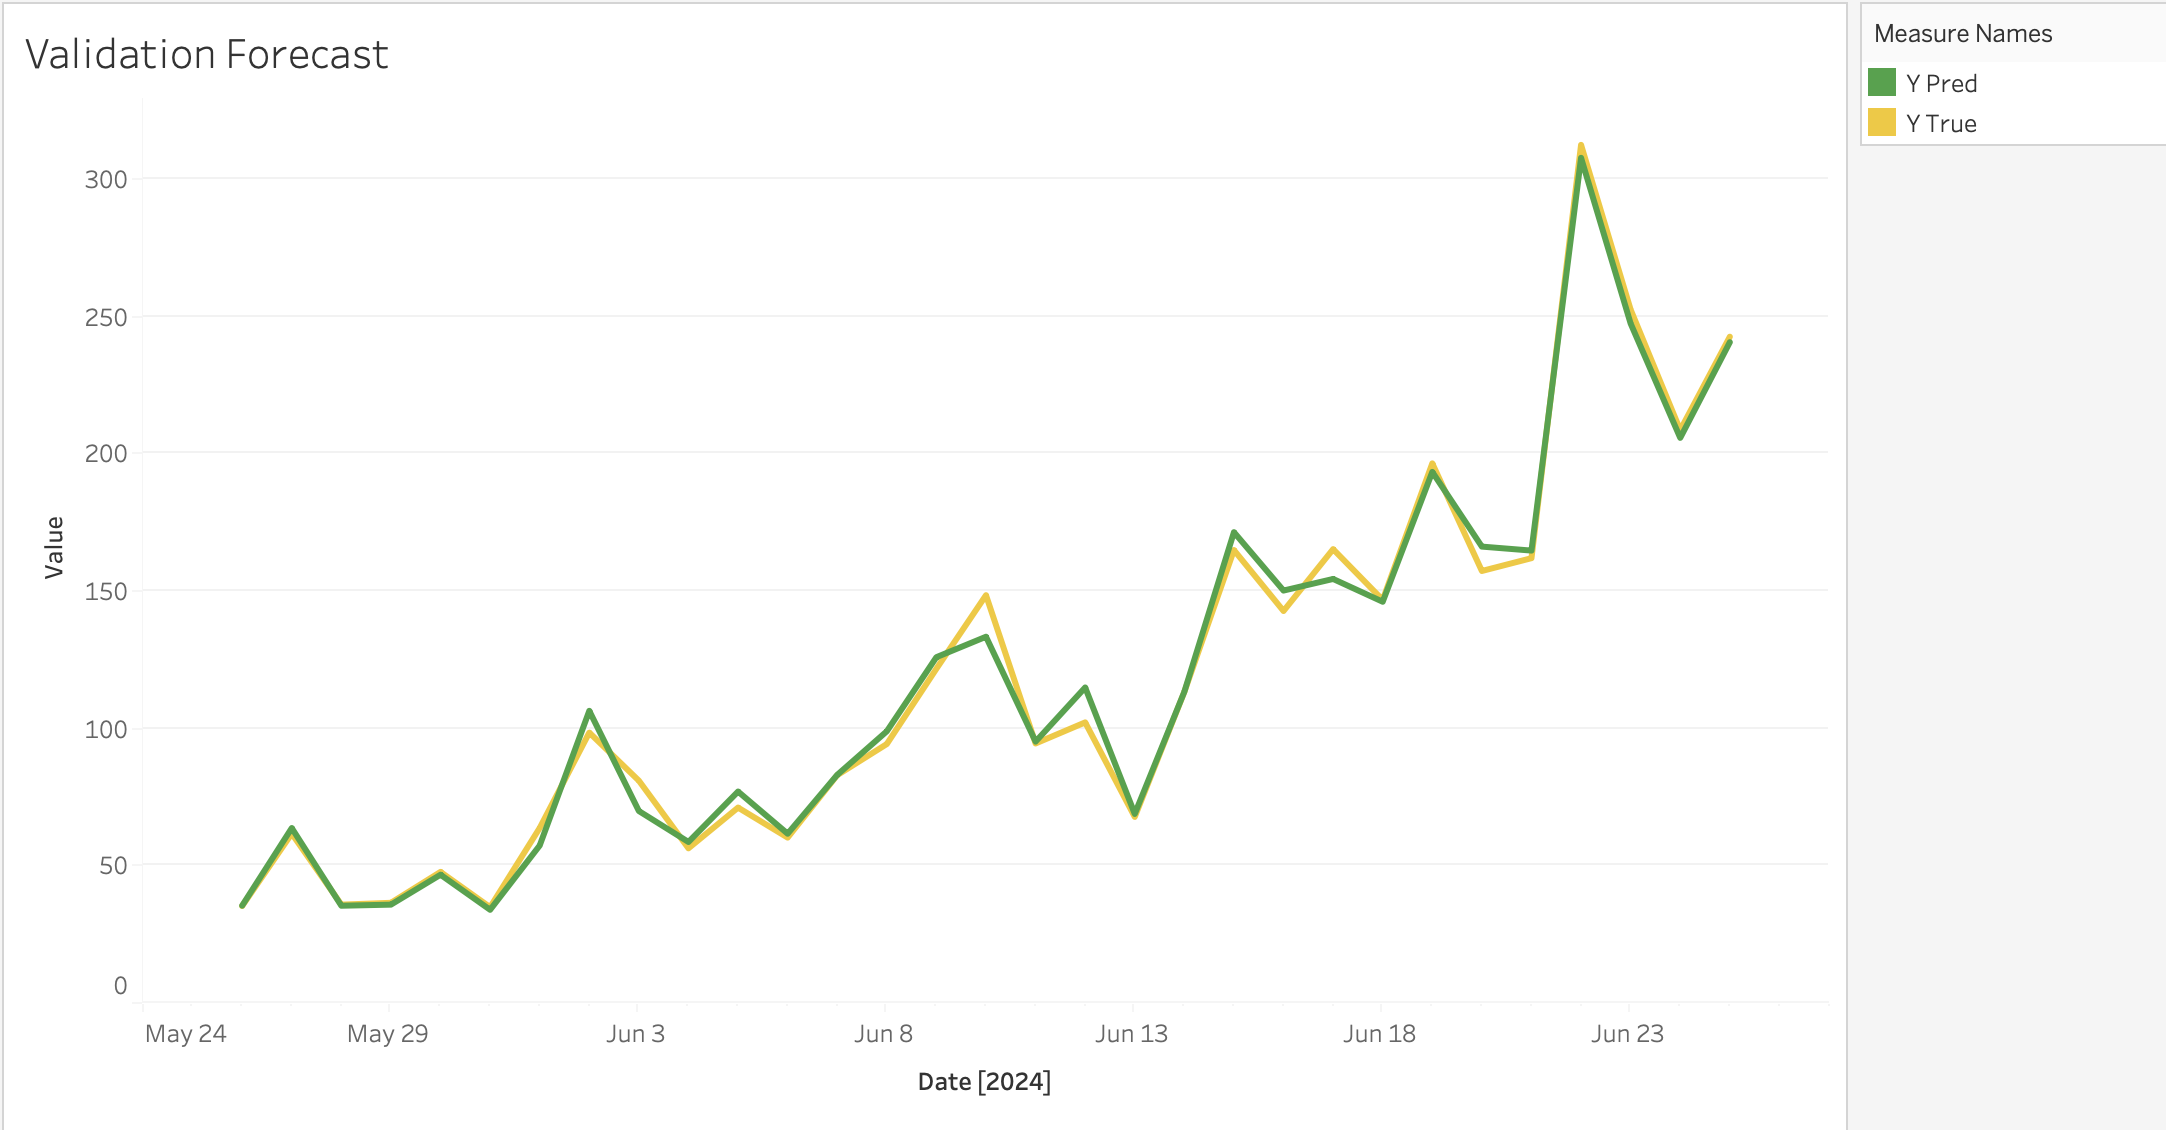 Validation Forecast
Measure Names
Y Pred
Y True
300
250
200
150
100
50
0
Value
May 24 May 29 Jun 3 Jun 8 Jun 13 Jun 18 Jun 23
Date [2024]